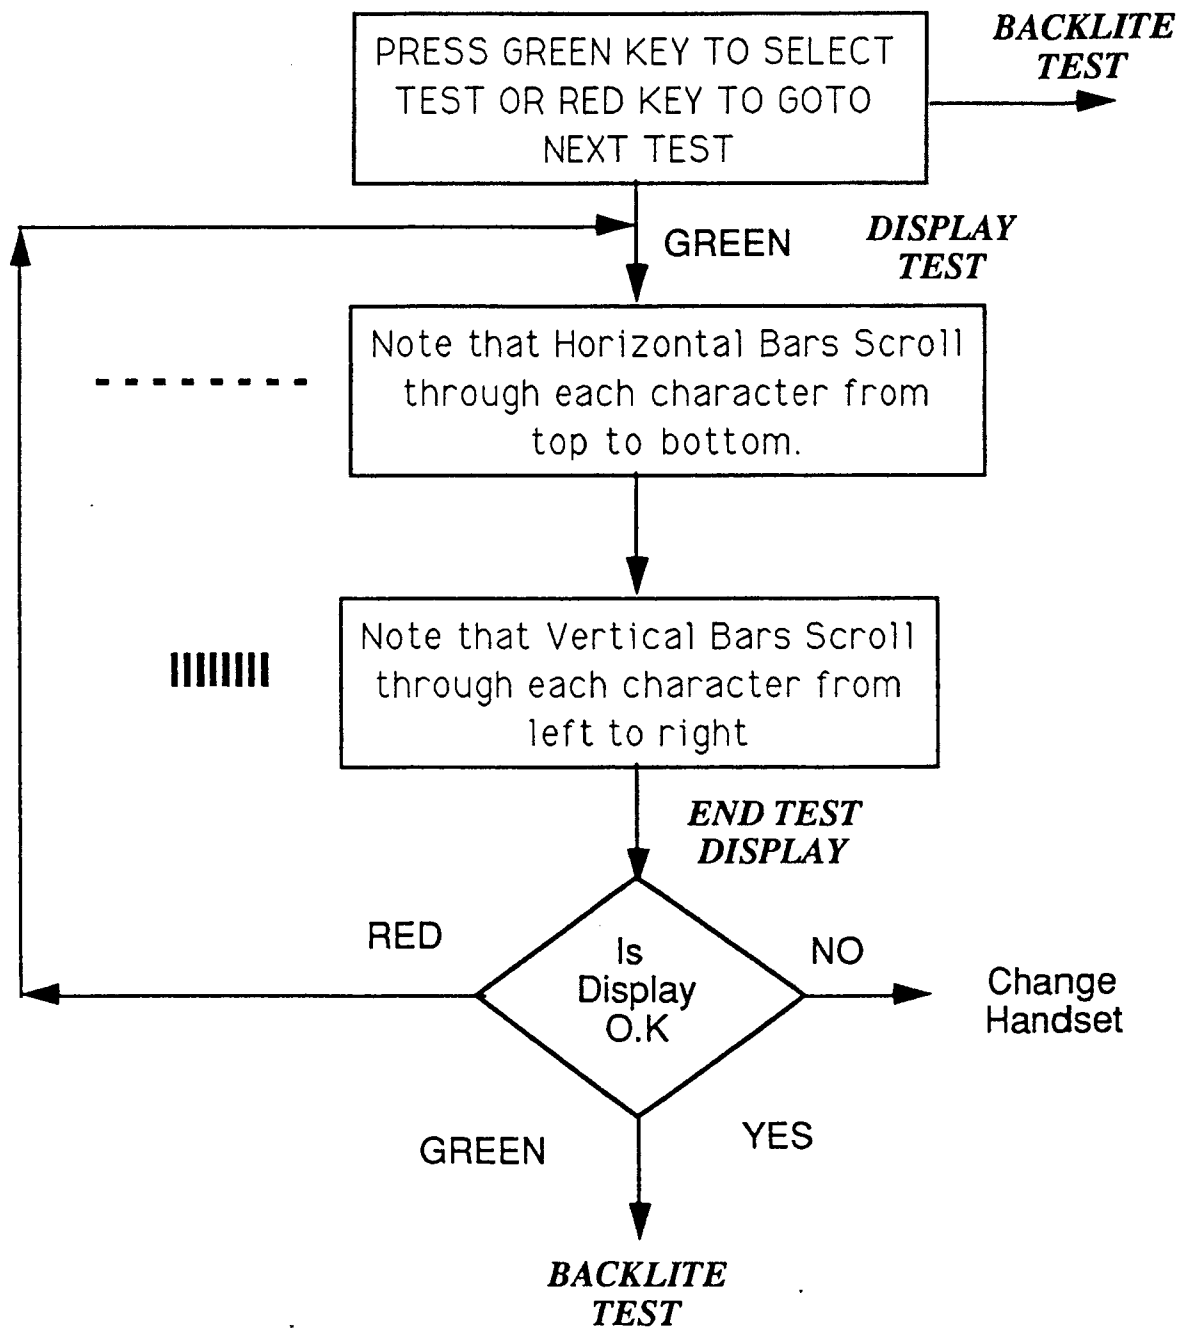 PRESS GREEN KEY TO SELECT
TEST OR RED KEY TO GOTO
NEXT TEST
BACKLITE
TEST
GREEN
DISPLAY
TEST
Note that Horizontal Bars Scroll
through each character from
top to bottom.
Note that Vertical Bars Scroll
through each character from
left to right
END TEST
DISPLAY
RED
Is
Display
O.K
NO
Change
Handset
GREEN
YES
BACKLITE
TEST